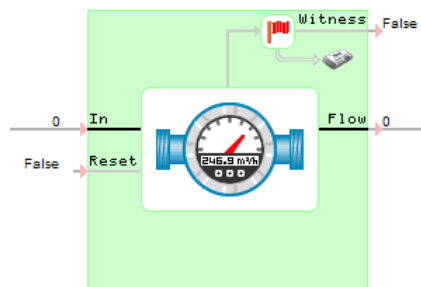 Witness
False
0
In
Flow
0
False
Reset
246.9 m³/h